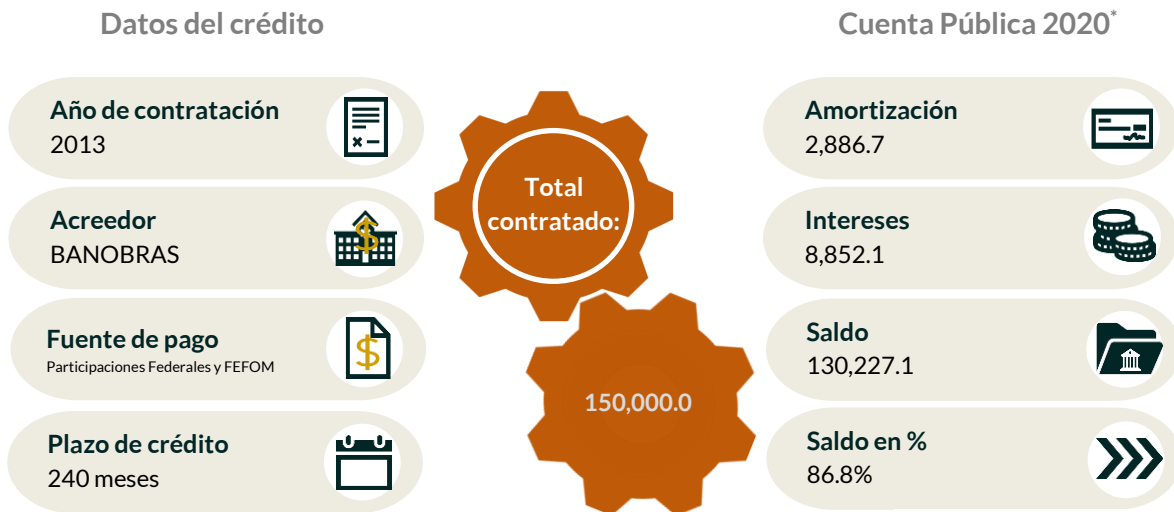 Datos del crédito
Año de contratación
2013
Acreedor
BANOBRAS
Fuente de pago
Participaciones Federales y FEFOM
Plazo de crédito
240 meses
Total
contratado:
150,000.0
Cuenta Pública 2020*
Amortización
2,886.7
Intereses
8,852.1
Saldo
130,227.1
Saldo en %
86.8%